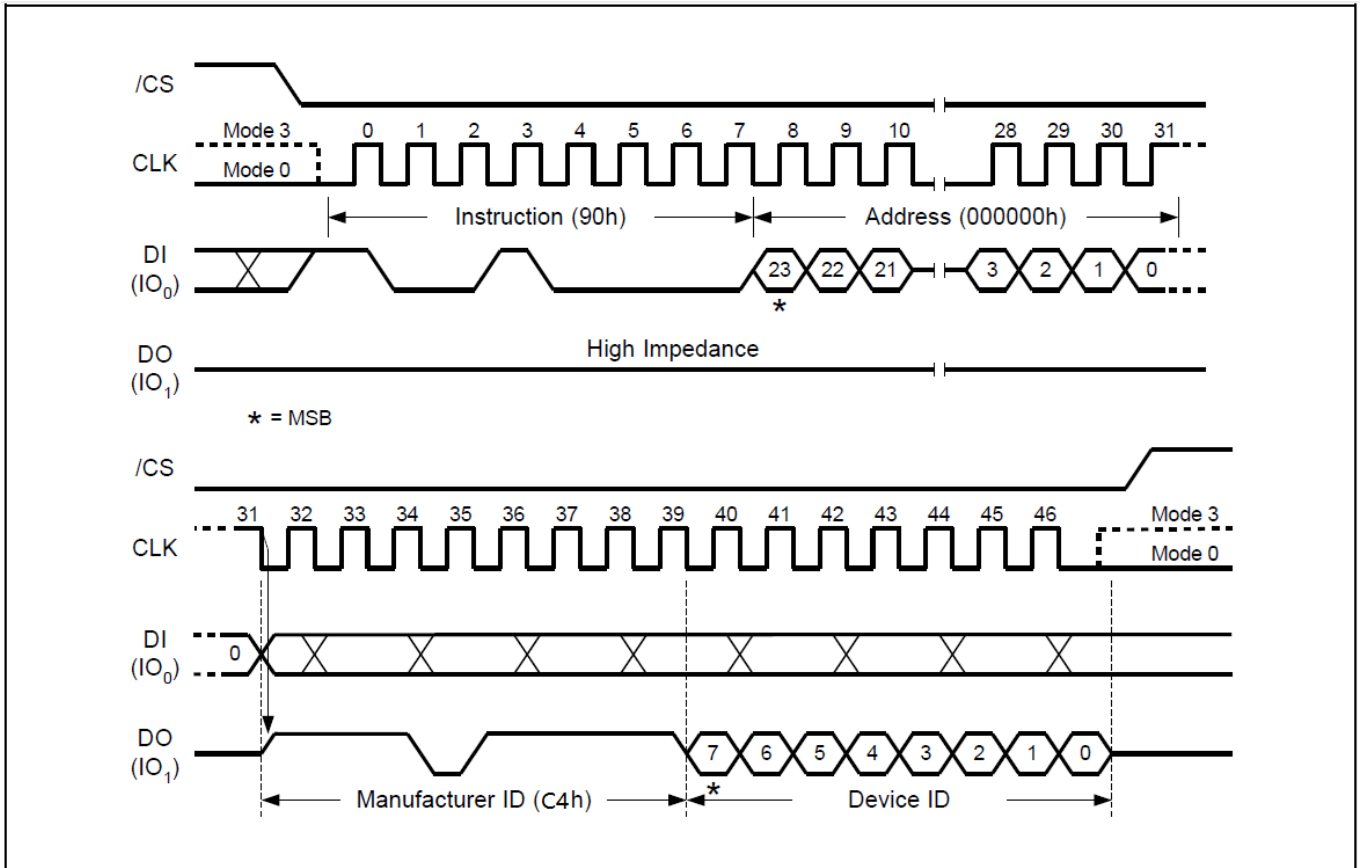 /CS
Mode 3 0 1 2 3 4 5 6 7 8 9 10 28 29 30 31
CLK
Mode 0
Instruction (90h) Address (000000h)
DI
(IO0) 23 22 21 3 2 1 0
*
High Impedance
DO
(IO1)
* = MSB
/CS
31 32 33 34 35 36 37 38 39 40 41 42 43 44 45 46 Mode 3
CLK
Mode 0
DI
(IO0) 0
DO
(IO1) 7 6 5 4 3 2 1 0
*
Manufacturer ID (C4h) Device ID